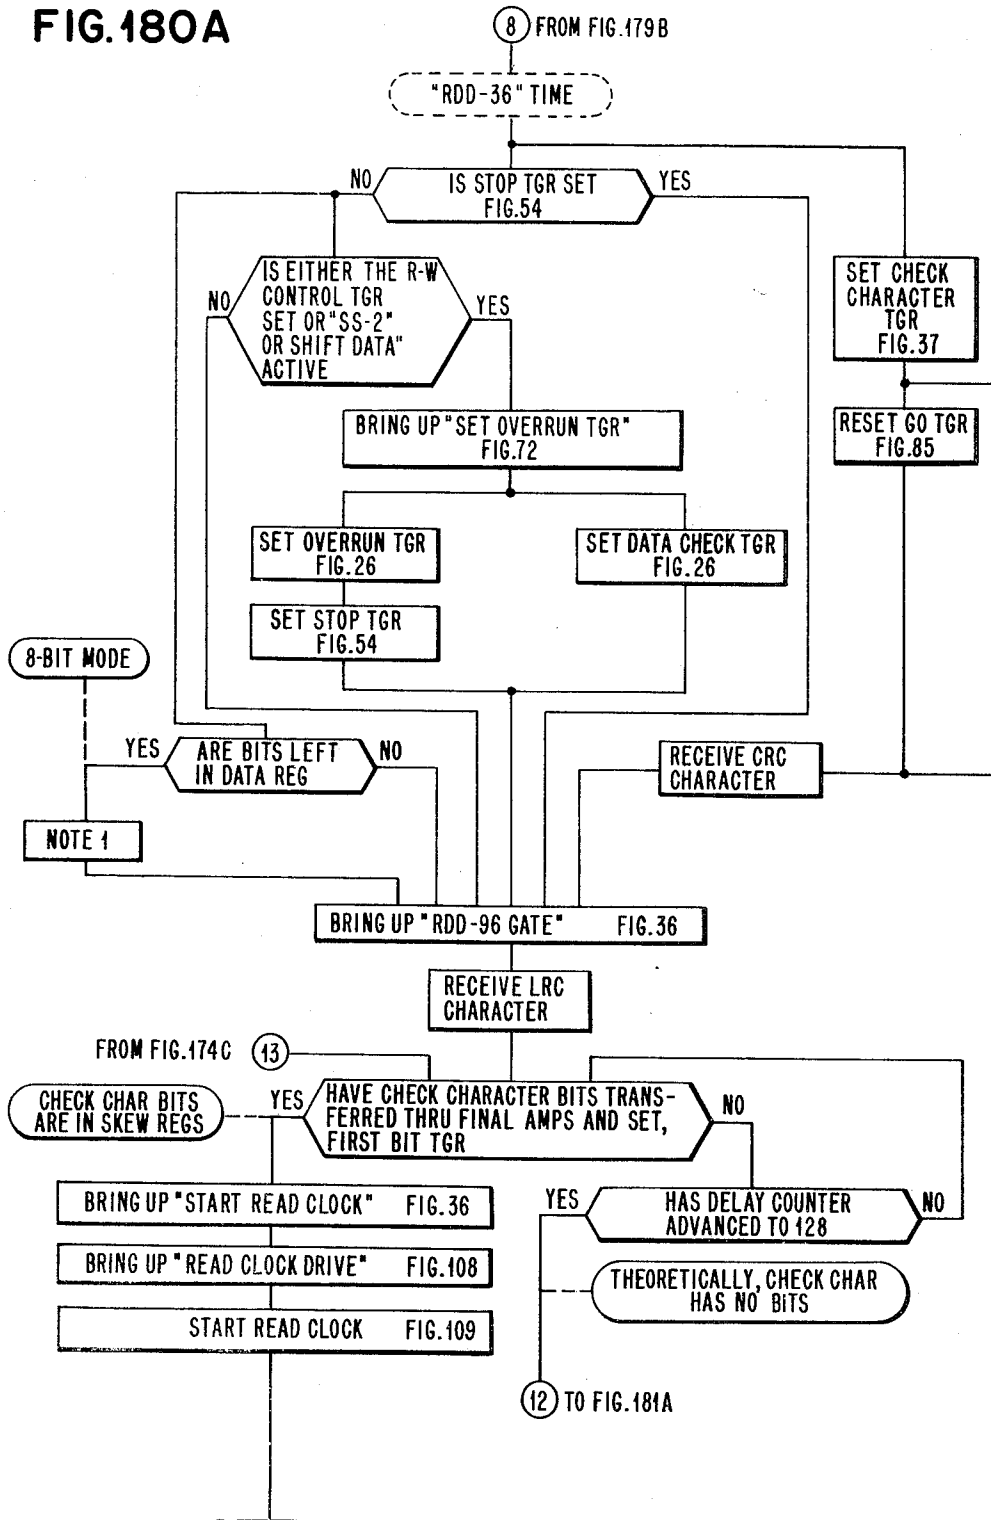 FIG.180A
8 FROM FIG.179B
"RDD-36" TIME
NO
IS STOP TGR SET
FIG.54
YES
NO
IS EITHER THE R-W
CONTROL TGR
SET OR "SS-2"
OR SHIFT DATA"
ACTIVE
YES
SET CHECK
CHARACTER
TGR
FIG.37
BRING UP "SET OVERRUN TGR"
FIG.72
RESET GO TGR
FIG.85
SET OVERRUN TGR
FIG.26
SET DATA CHECK TGR
FIG.26
SET STOP TGR
FIG.54
8-BIT MODE
YES
ARE BITS LEFT
IN DATA REG
NO
RECEIVE CRC
CHARACTER
NOTE 1
BRING UP "RDD-96 GATE" FIG.36
RECEIVE LRC
CHARACTER
FROM FIG.174C 13
CHECK CHAR BITS
ARE IN SKEW REGS
YES
HAVE CHECK CHARACTER BITS TRANS-
FERRED THRU FINAL AMPS AND SET,
FIRST BIT TGR
NO
BRING UP "START READ CLOCK" FIG.36
YES
HAS DELAY COUNTER
ADVANCED TO 128
NO
BRING UP "READ CLOCK DRIVE" FIG.108
THEORETICALLY, CHECK CHAR
HAS NO BITS
START READ CLOCK FIG.109
12 TO FIG.181A